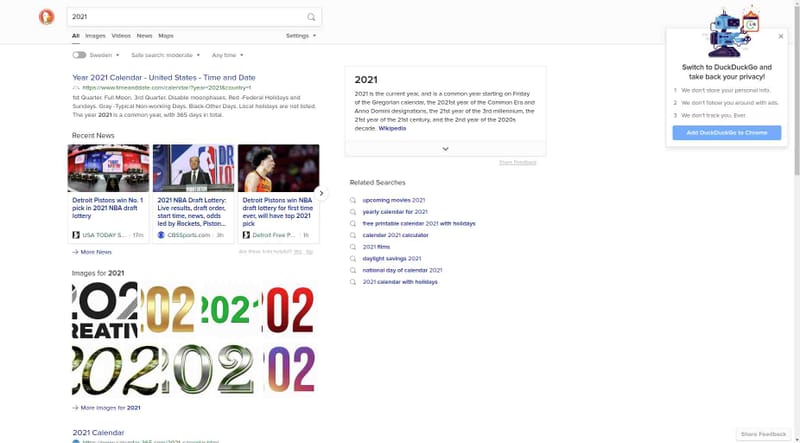 2021
All Images Videos News Maps Settings
Sweden Safe search: moderate Any time
Year 2021 Calendar - United States - Time and Date
https://www.timeanddate.com/calendar/?year=2021&country=1
1st Quarter. Full Moon. 3rd Quarter. Disable moonphases. Red -Federal Holidays and
Sundays. Gray -Typical Non-working Days. Black-Other Days. Local holidays are not listed.
The year 2021 is a common year, with 365 days in total.
Recent News
Detroit Pistons win No. 1
pick in 2021 NBA draft
lottery
USA TODAY S... 17m
2021 NBA Draft Lottery:
Live results, draft order,
start time, news, odds
led by Rockets, Piston...
CBSSports.com 3h
Detroit Pistons win NBA
draft lottery for first time
ever, will have top 2021
pick
Detroit Free P... 1h
More News
Are these links helpful? Yes No
Images for 2021
202
REATIV
202
2021
202
2021
202
202
More Images for 2021
2021 Calendar
2021
2021 is the current year, and is a common year starting on Friday
of the Gregorian calendar, the 2021st year of the Common Era and
Anno Domini designations, the 21st year of the 3rd millennium, the
21st year of the 21st century, and the 2nd year of the 2020s
decade. Wikipedia
Share Feedback
Related Searches
upcoming movies 2021
yearly calendar for 2021
free printable calendar 2021 with holidays
calendar 2021 calculator
2021 films
daylight savings 2021
national day of calendar 2021
2021 calendar with holidays
Switch to DuckDuckGo and
take back your privacy!
1 We don't store your personal info.
2 We don't follow you around with ads.
3 We don't track you. Ever.
Add DuckDuckGo to Chrome
Share Feedback